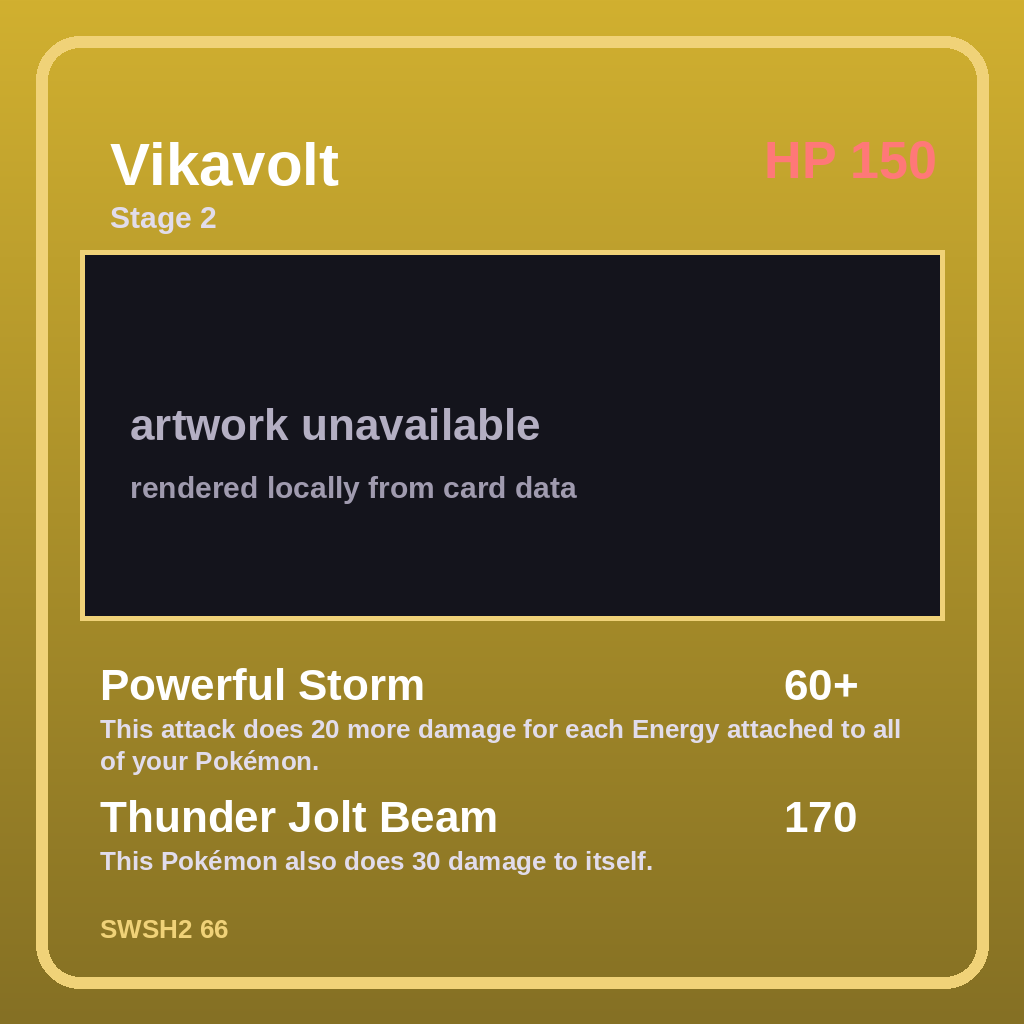 Vikavolt
HP 150
Stage 2
artwork unavailable
rendered locally from card data
Powerful Storm 60+
This attack does 20 more damage for each Energy attached to all
of your Pokémon.
Thunder Jolt Beam 170
This Pokémon also does 30 damage to itself.
SWSH2 66